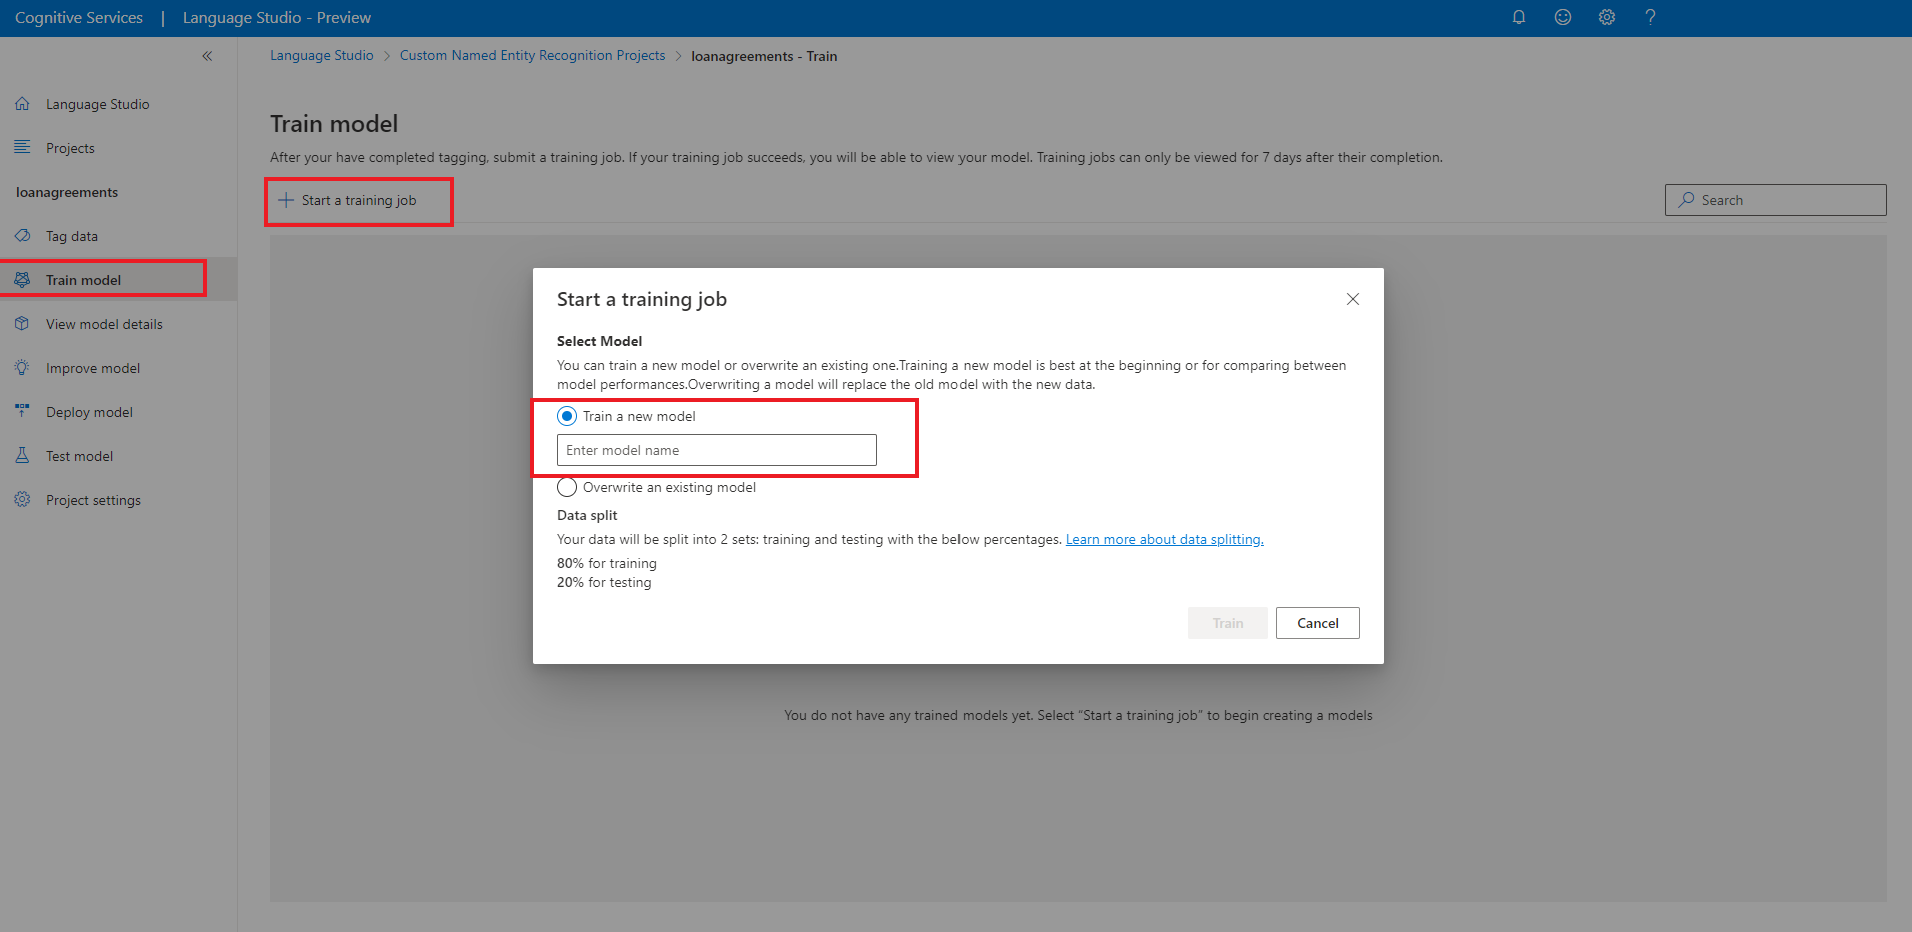 Cognitive Services | Language Studio - Preview
Language Studio > Custom Named Entity Recognition Projects > loanagreements - Train
Language Studio
Projects
loanagreements
Tag data
Train model
View model details
Improve model
Deploy model
Test model
Project settings
Train model
After your have completed tagging, submit a training job. If your training job succeeds, you will be able to view your model. Training jobs can only be viewed for 7 days after their completion.
Start a training job
Search
Start a training job
Select Model
You can train a new model or overwrite an existing one.Training a new model is best at the beginning or for comparing between
model performances.Overwriting a model will replace the old model with the new data.
Train a new model
Enter model name
Overwrite an existing model
Data split
Your data will be split into 2 sets: training and testing with the below percentages. Learn more about data splitting.
80% for training
20% for testing
Train
Cancel
You do not have any trained models yet. Select “Start a training job” to begin creating a models